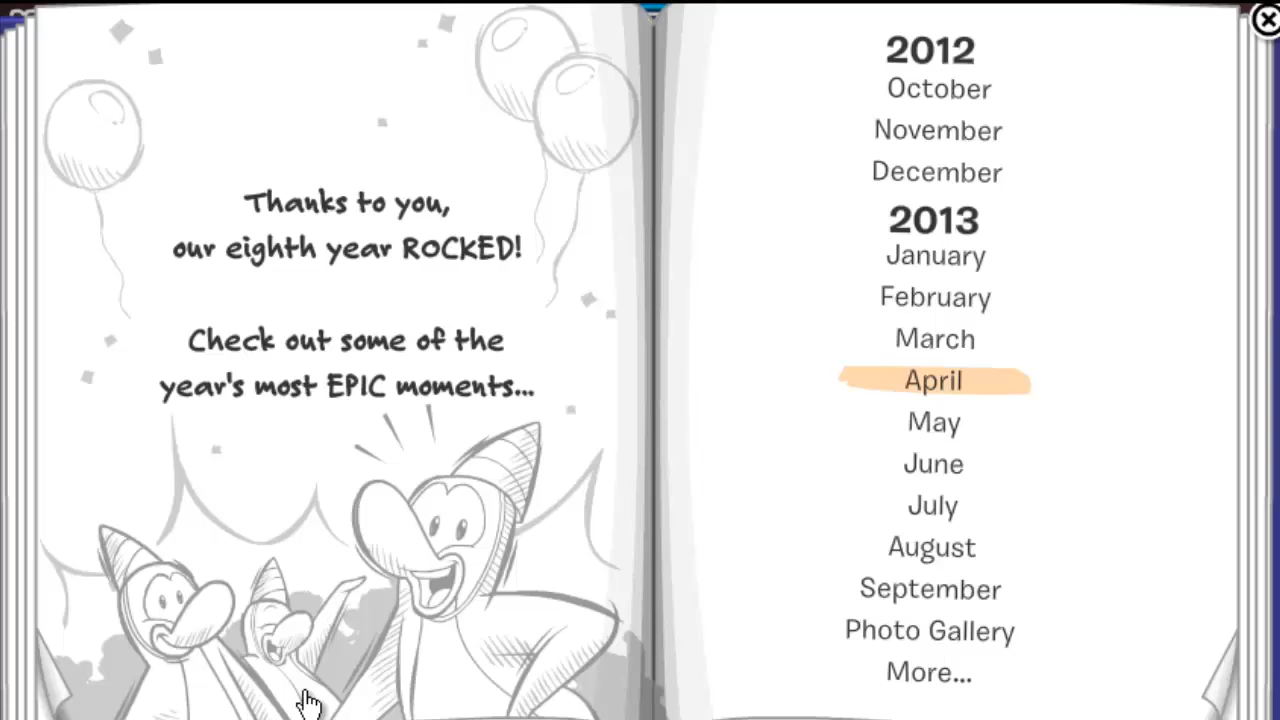 Thanks to you,
our eighth year ROCKED!
Check out some of the
year's most EPIC moments...
2012
October
November
December
2013
January
February
March
April
May
June
July
August
September
Photo Gallery
More...